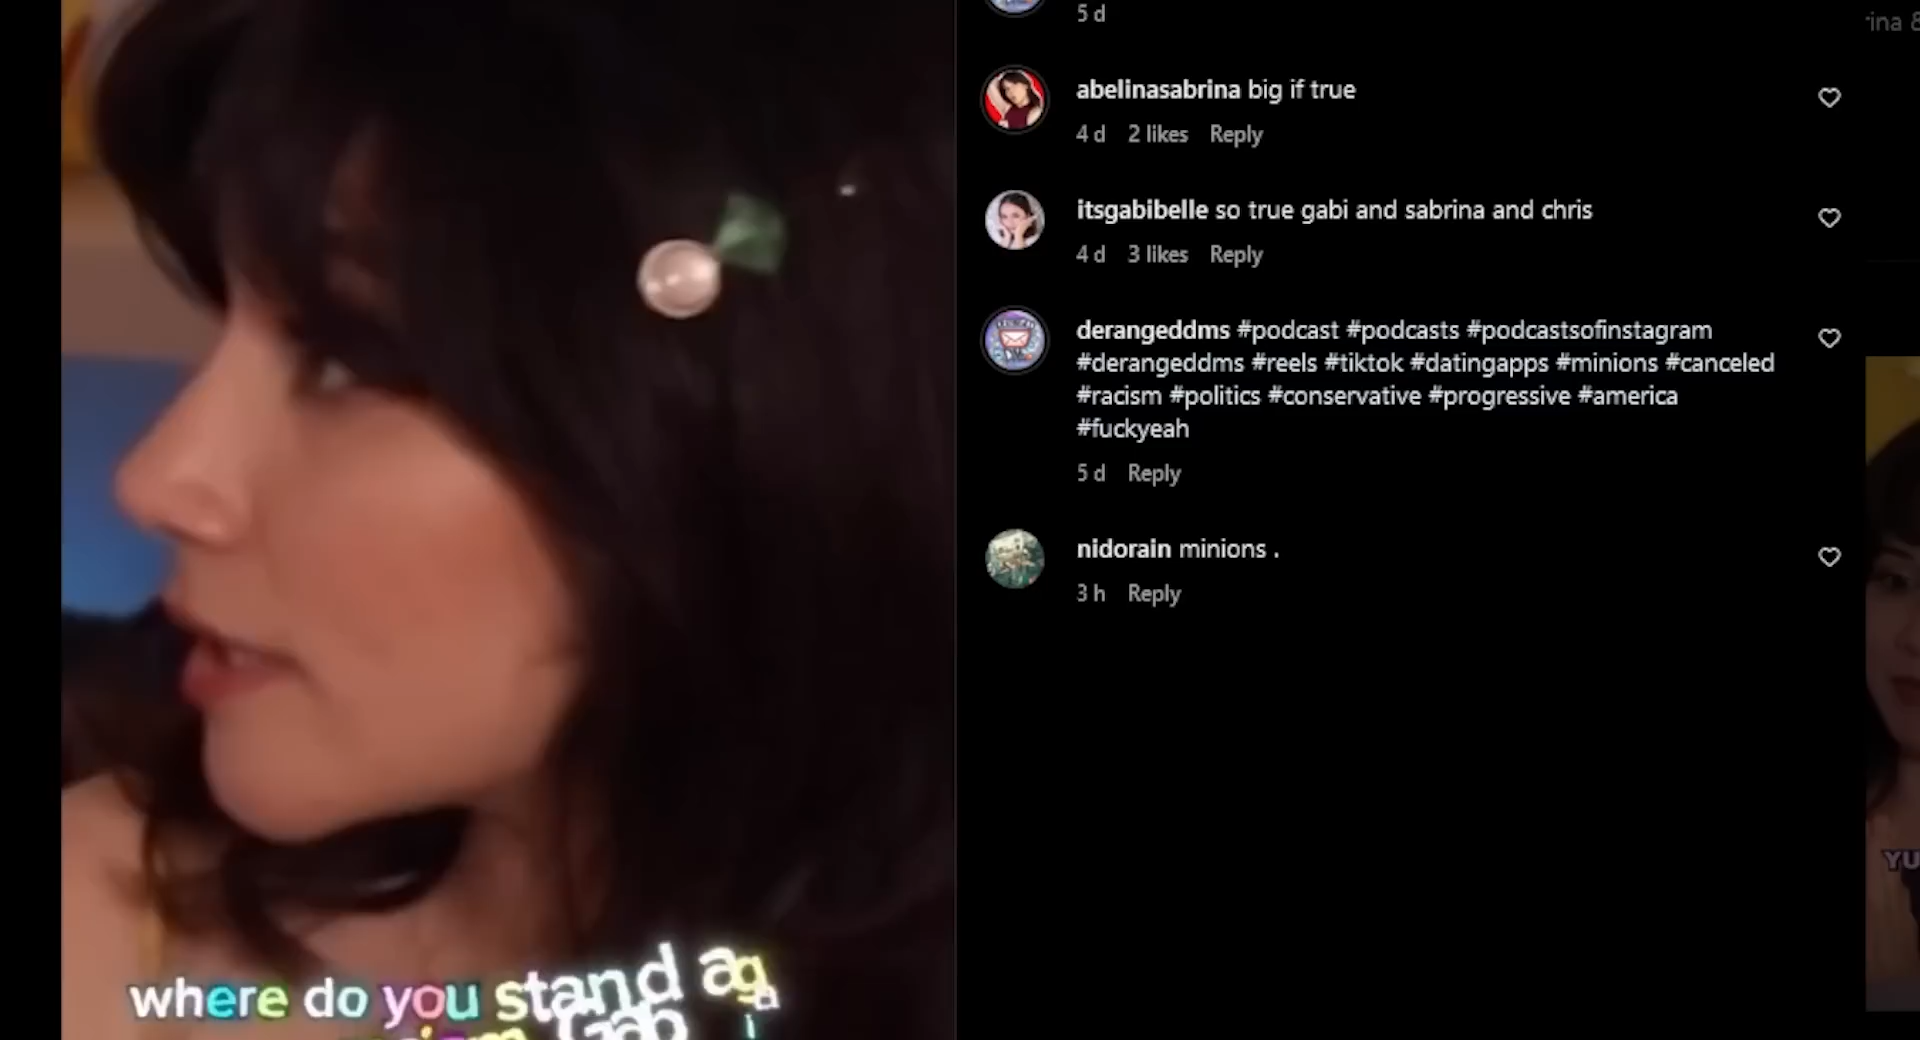 5 d
abelinasabrina big if true
4 d 2 likes Reply
itsgabibelle so true gabi and sabrina and chris
4 d 3 likes Reply
derangeddms #podcast #podcasts #podcastsofinstagram
#derangeddms #reels #tiktok #datingapps #minions #canceled
#racism #politics #conservative #progressive #america
#fuckyeah
5 d Reply
nidorain minions .
3 h Reply
where do you stand
Gab
YU